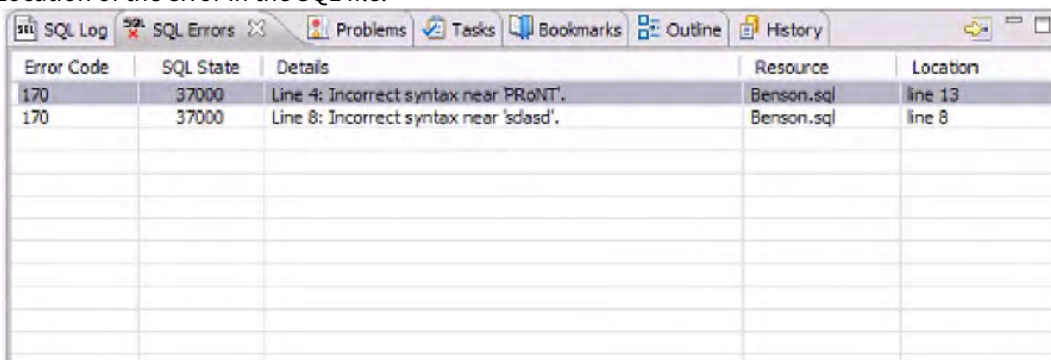 Location of the error in the SQL file.
SQL Log SQL Errors Problems Tasks Bookmarks Outline History
Error Code SQL State Details Resource Location
170 37000 Line 4: Incorrect syntax near 'PRoNT'. Benson.sql line 13
170 37000 Line 8: Incorrect syntax near 'sdasd'. Benson.sql line 8